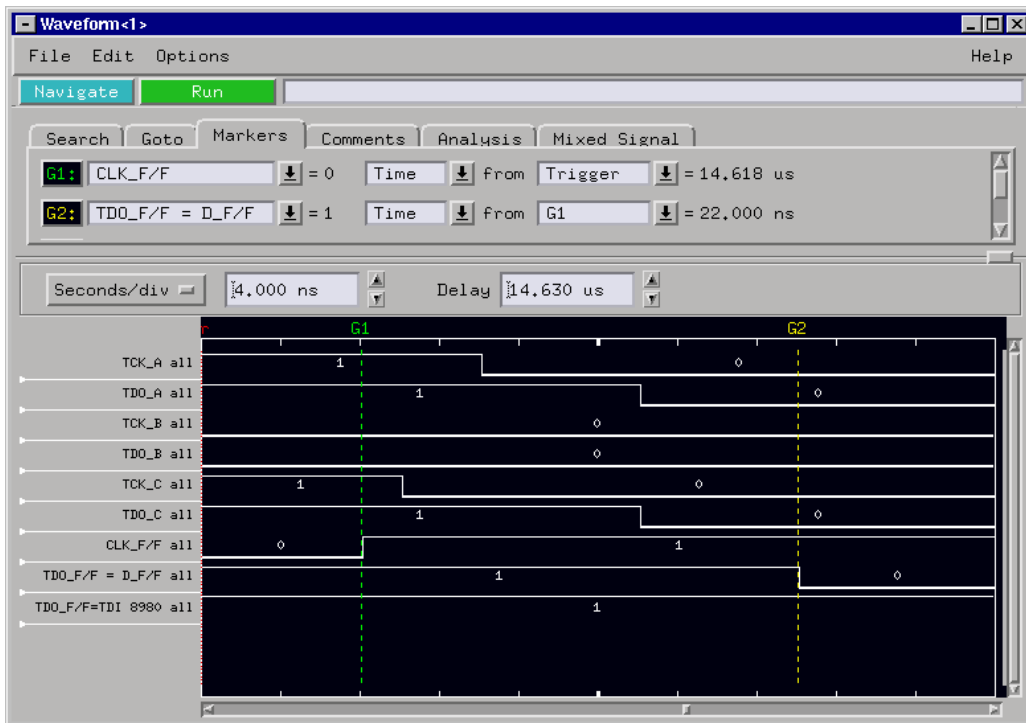 Waveform<1>
File Edit Options Help
Navigate Run
Search Goto Markers Comments Analysis Mixed Signal
G1: CLK_F/F = 0 Time from Trigger = 14.618 us
G2: TDO_F/F = D_F/F = 1 Time from G1 = 22.000 ns
Seconds/div 4.000 ns Delay 14.630 us
r G1 G2
TCK_A all 1 0
TDO_A all 1 0
TCK_B all 0
TDO_B all 0
TCK_C all 1 0
TDO_C all 1 0
CLK_F/F all 0 1
TDO_F/F = D_F/F all 1 0
TDO_F/F=TDI 8980 all 1